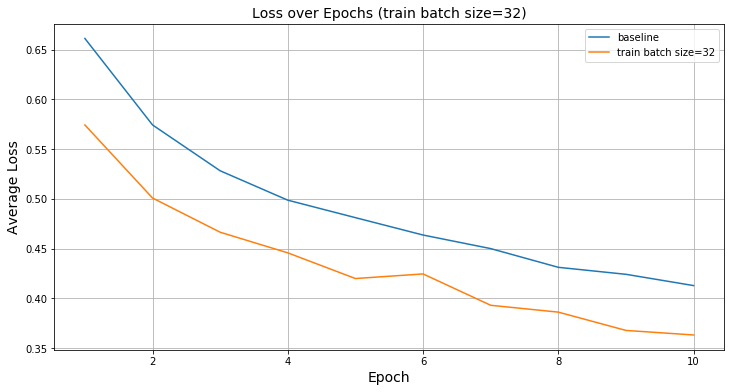 Loss over Epochs (train batch size=32)
baseline
train batch size=32
0.65
0.60
0.55
0.50
0.45
0.40
0.35
Average Loss
2
4
6
8
10
Epoch